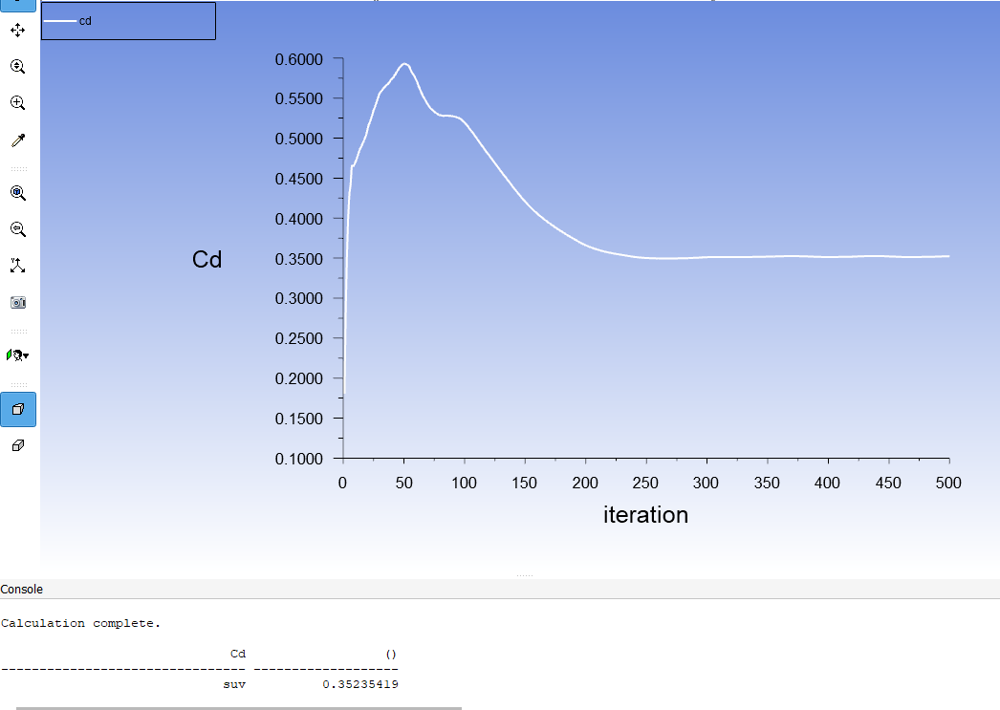 cd
0.6000
0.5500
0.5000
0.4500
0.4000
Cd
0.3500
0.3000
0.2500
0.2000
0.1500
0.1000
0 50 100 150 200 250 300 350 400 450 500
iteration
Console
Calculation complete.
Cd ()
-------------------------------- -------------------
suv 0.35235419